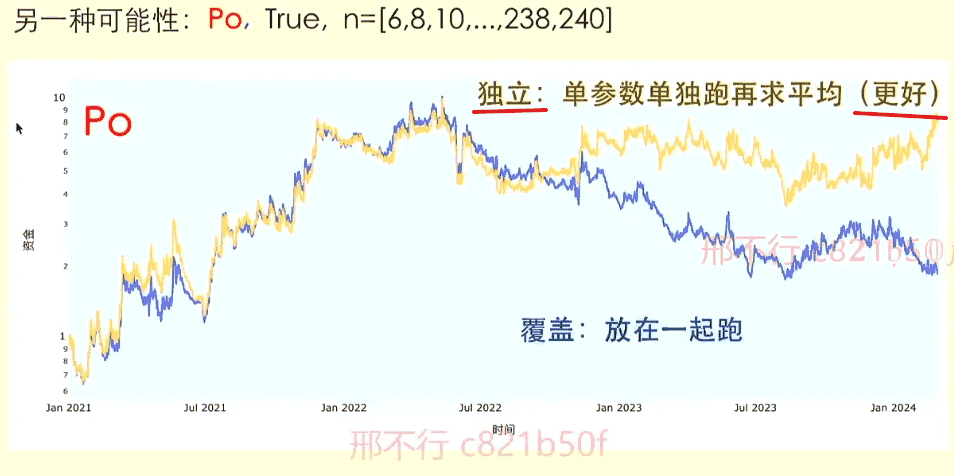 另一种可能性：Po，True，n=[6,8,10,...,238,240]
Po
独立：单参数单独跑再求平均（更好）
覆盖：放在一起跑
资金
10
9
8
7
6
5
4
3
2
1
9
8
7
6
Jan 2021
Jul 2021
Jan 2022
Jul 2022
Jan 2023
Jul 2023
Jan 2024
时间
邢不行 c821b50
邢不行 c821b50f